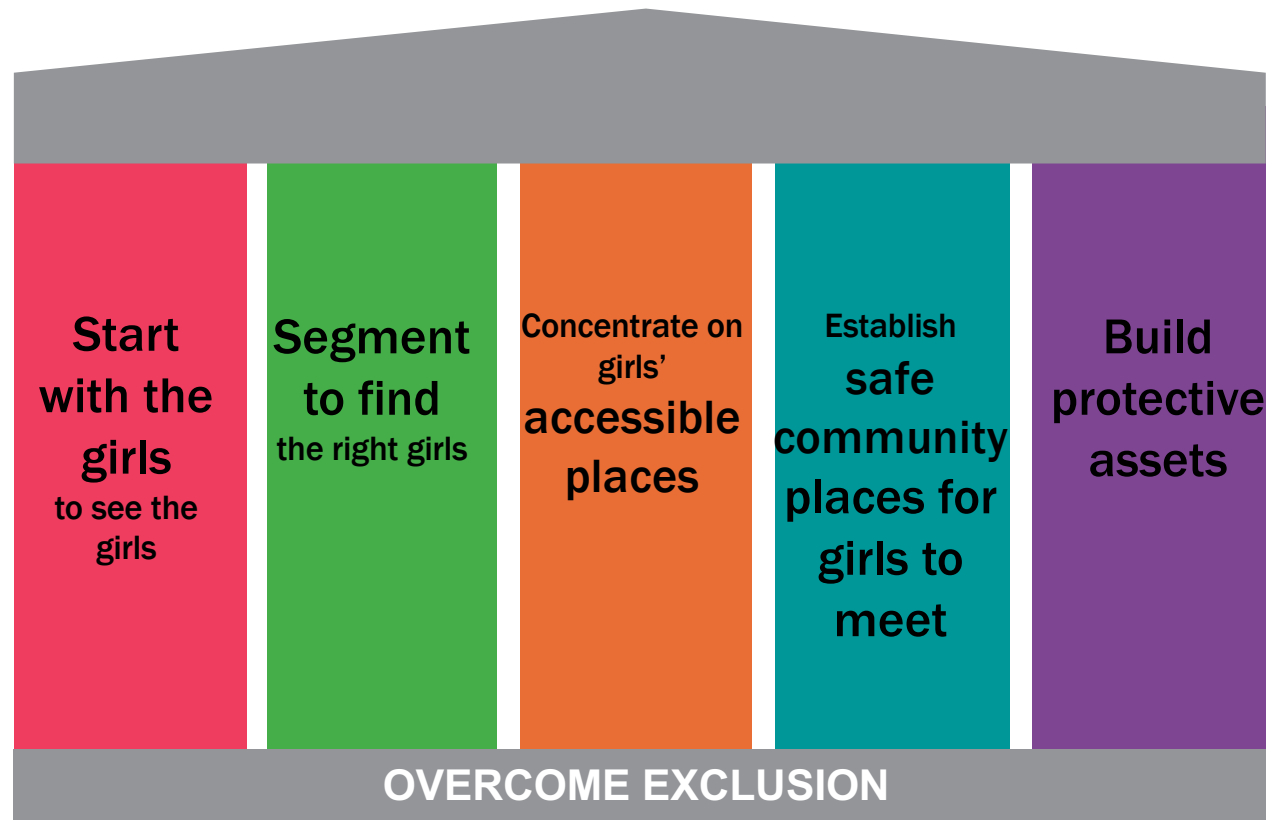 Start
with the
girls
to see the
girls
Segment
to find
the right girls
Concentrate on
girls’
accessible
places
Establish
safe
community
places for
girls to
meet
Build
protective
assets
OVERCOME EXCLUSION